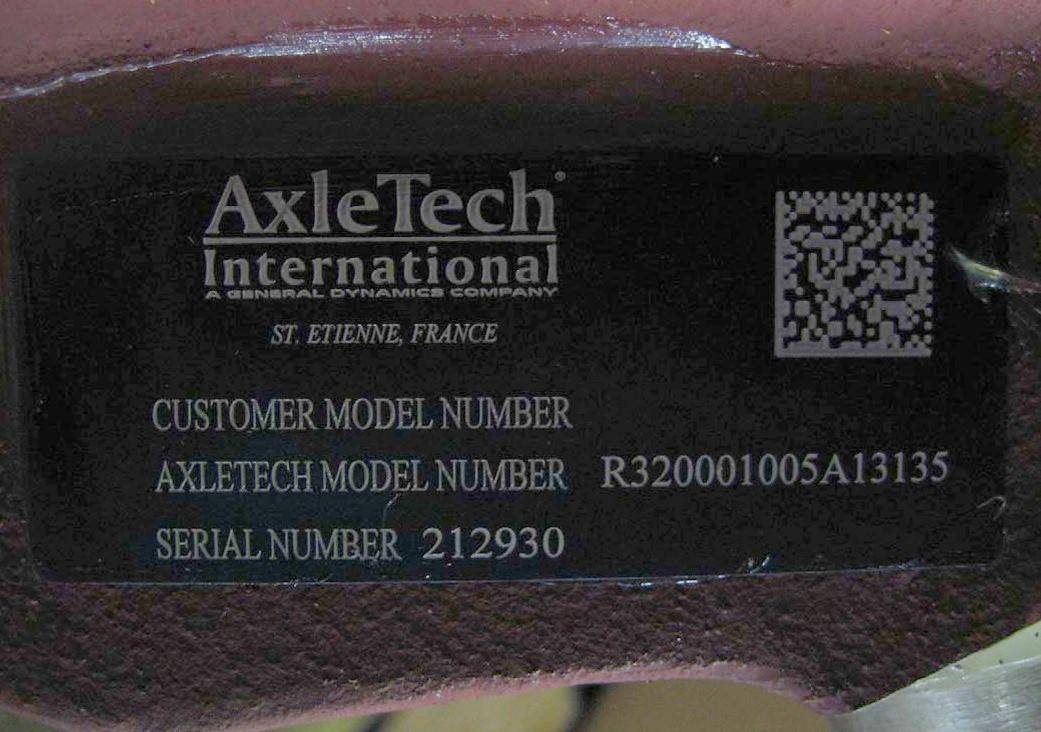 AxleTech
International
A GENERAL DYNAMICS COMPANY
ST. ETIENNE, FRANCE
CUSTOMER MODEL NUMBER
AXLETECH MODEL NUMBER R320001005A13135
SERIAL NUMBER 212930